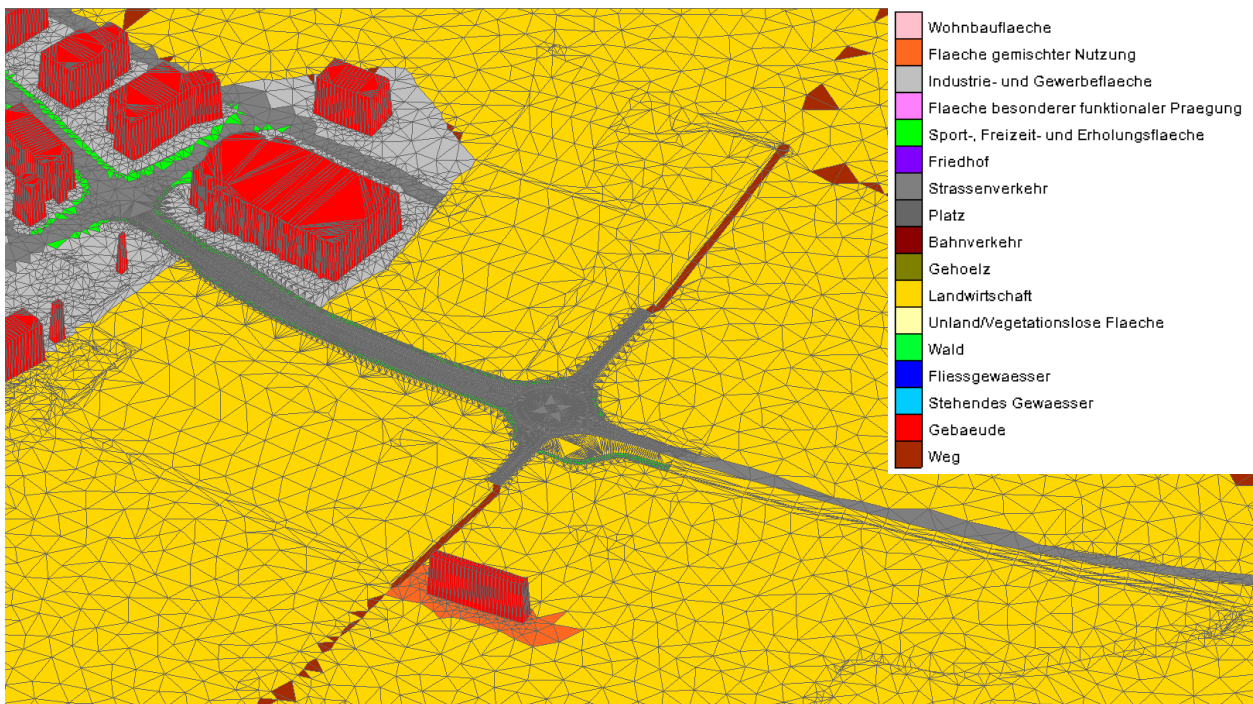 Wohnbauflaeche
Flaeche gemischter Nutzung
Industrie- und Gewerbeflaeche
Flaeche besonderer funktionaler Praegung
Sport-, Freizeit- und Erholungsflaeche
Friedhof
Strassenverkehr
Platz
Bahnverkehr
Gehoelz
Landwirtschaft
Unland/Vegetationslose Flaeche
Wald
Fliessgewaesser
Stehendes Gewaesser
Gebaeude
Weg